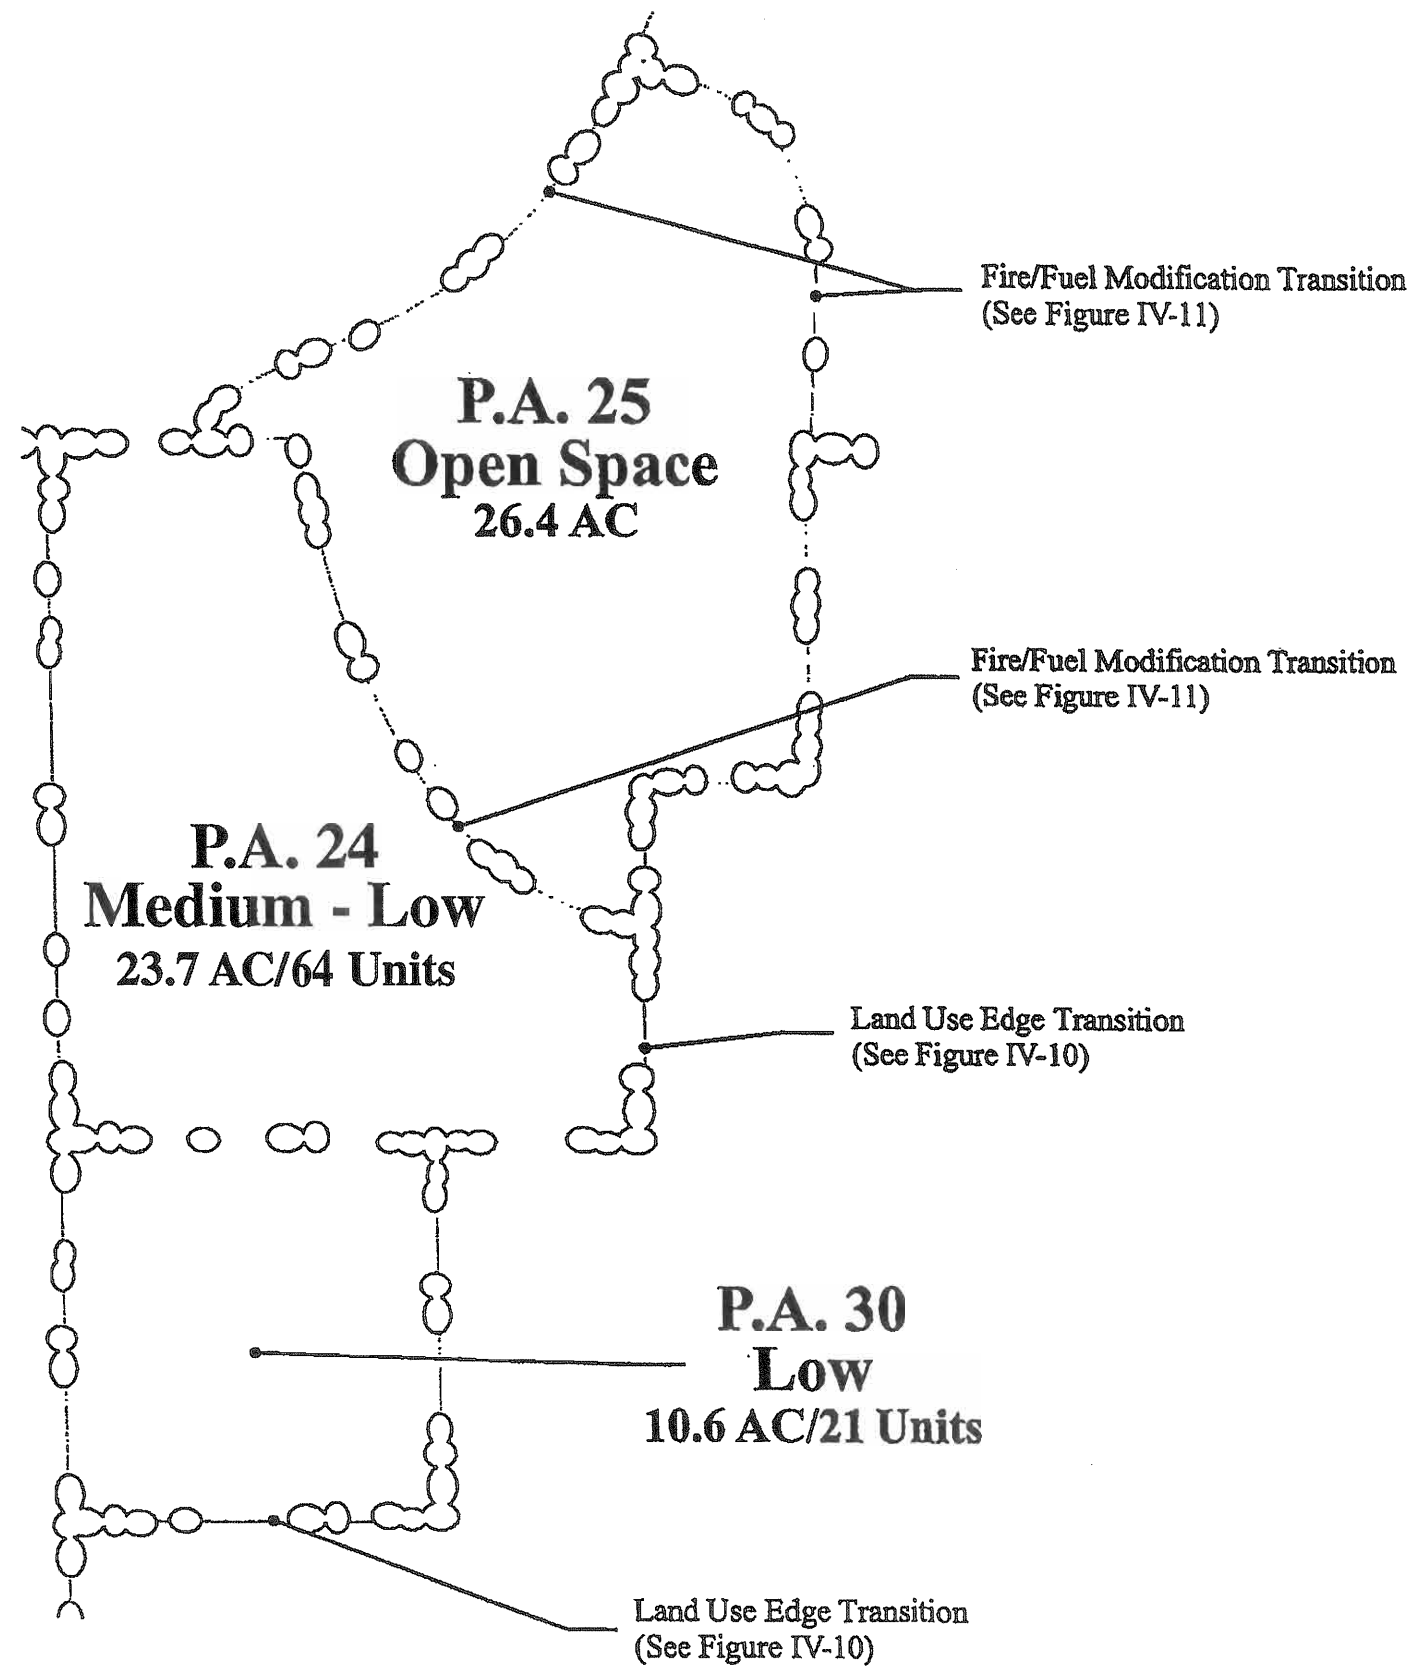 Fire/Fuel Modification Transition
(See Figure IV-11)
P.A. 25
Open Space
26.4 AC
Fire/Fuel Modification Transition
(See Figure IV-11)
P.A. 24
Medium - Low
23.7 AC/64 Units
Land Use Edge Transition
(See Figure IV-10)
P.A. 30
Low
10.6 AC/21 Units
Land Use Edge Transition
(See Figure IV-10)